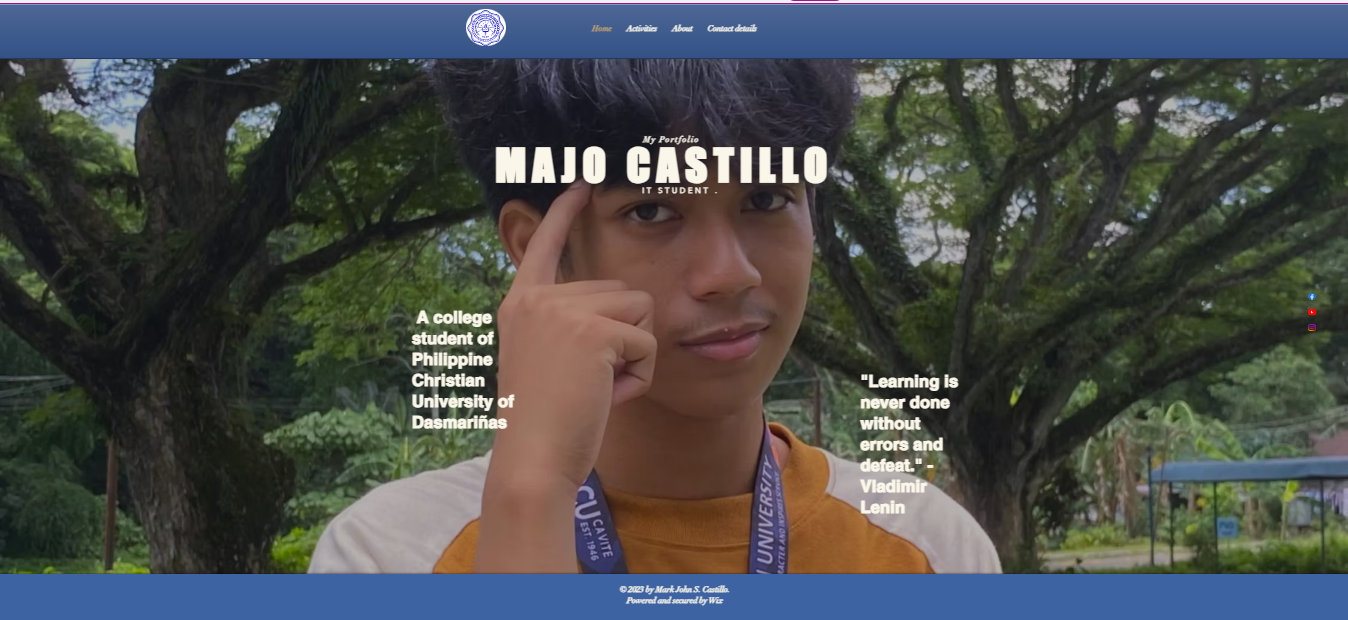 Home Activities About Contact details
My Portfolio
MAJO CASTILLO
IT STUDENT .
A college
student of
Philippine
Christian
University of
Dasmariñas
"Learning is
never done
without
errors and
defeat." -
Vladimir
Lenin
CU
CAVITE
EST. 1946
UNIVERSITY
© 2023 by Mark John S. Castillo.
Powered and secured by Wix